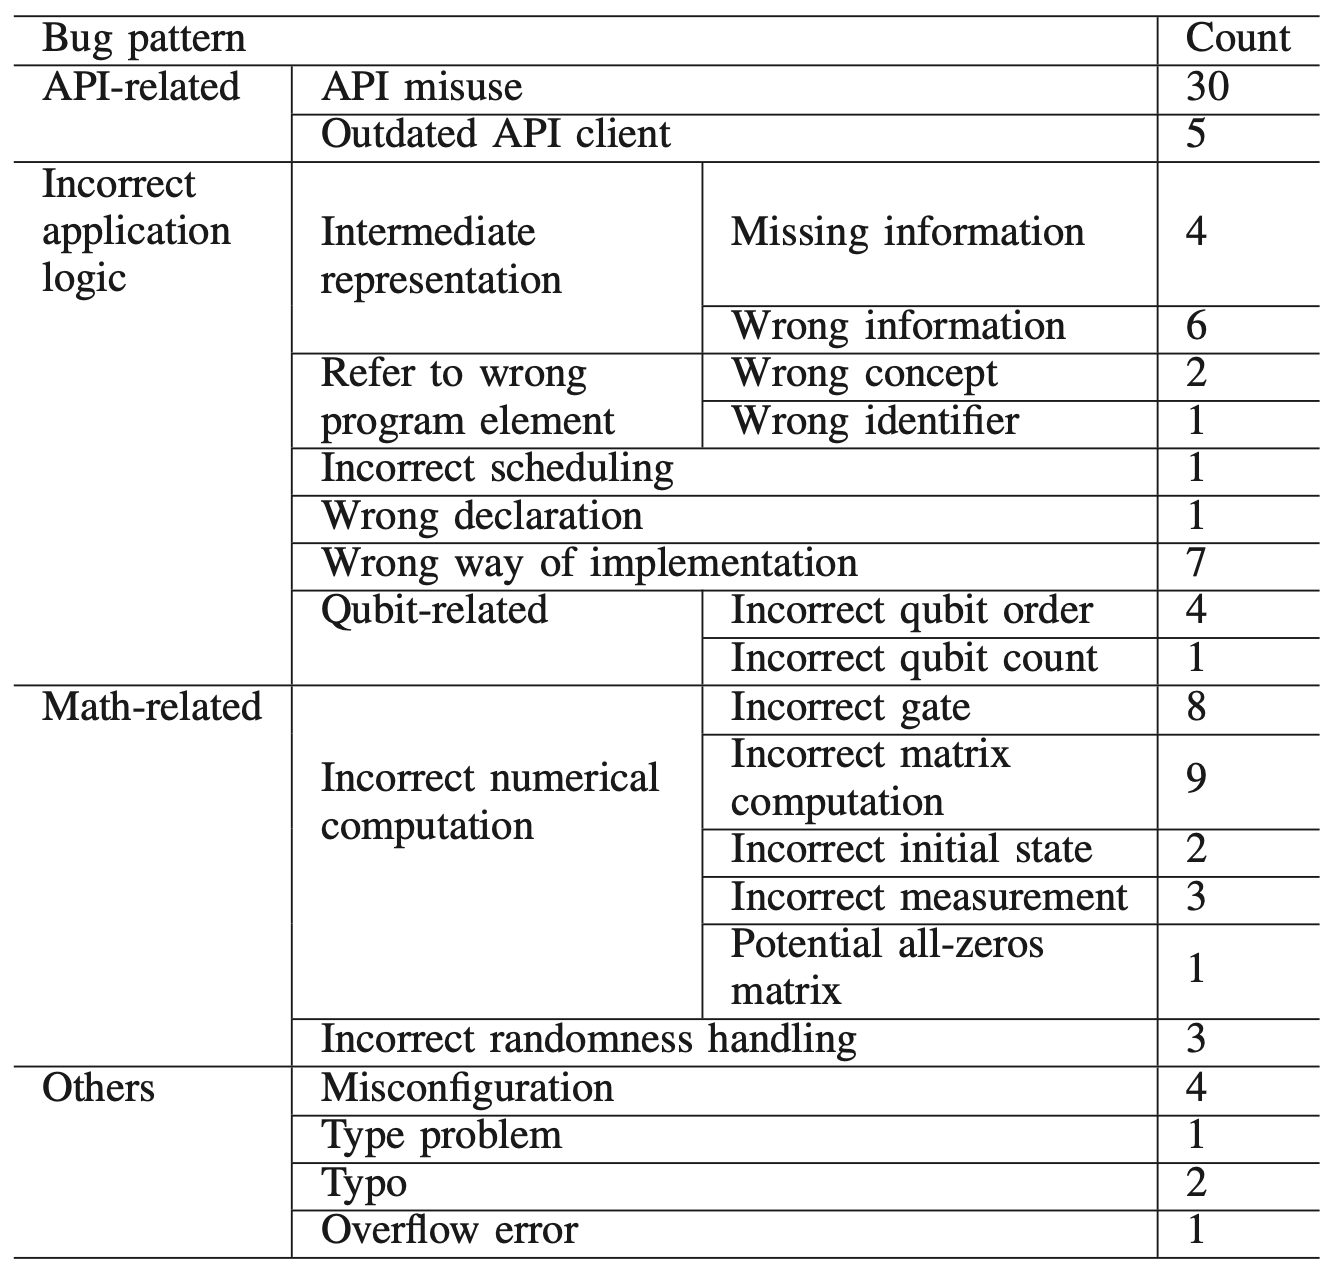 Bug pattern Count
API-related API misuse 30
Outdated API client 5
Incorrect
application
logic
Intermediate
representation
Missing information 4
Wrong information 6
Refer to wrong
program element
Wrong concept 2
Wrong identifier 1
Incorrect scheduling 1
Wrong declaration 1
Wrong way of implementation 7
Qubit-related Incorrect qubit order 4
Incorrect qubit count 1
Math-related
Incorrect numerical
computation
Incorrect gate 8
Incorrect matrix
computation
9
Incorrect initial state 2
Incorrect measurement 3
Potential all-zeros
matrix
1
Incorrect randomness handling 3
Others Misconfiguration 4
Type problem 1
Typo 2
Overflow error 1